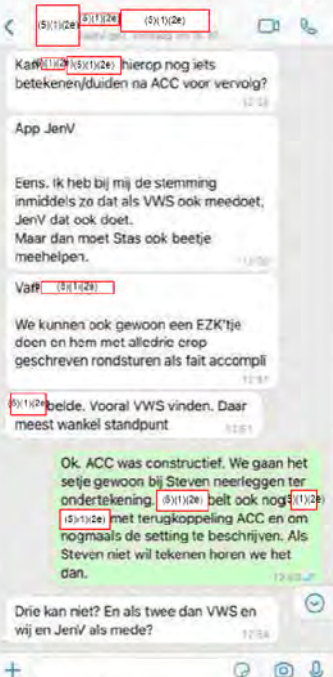 (5)(1)(2e) (5)(1)(2e) (5)(1)(2e)
Kan (5)(1)(2e) hierop nog iets
betekenen/duiden na ACC voor vervolg?
App JenV
Eens. Ik heb bij mij de stemming
inmiddels zo dat als VWS ook meedoet,
JenV dat ook doet.
Maar dan moet Stas ook beetje
meehelpen.
Van (5)(1)(2e)
We kunnen ook gewoon een EZK'tje
doen en hem met alledrie erop
geschreven rondsturen als fait accompli
(5)(1)(2e) belde. Vooral VWS vinden. Daar
meest wankel standpunt
Ok. ACC was constructief. We gaan het
setje gewoon bij Steven neerleggen ter
ondertekening. (5)(1)(2e) belt ook nog (5)(1)(2e)
(5)(1)(2e) met terugkoppeling ACC en om
nogmaals de setting te beschrijven. Als
Steven niet wil tekenen horen we het
dan.
Drie kan niet? En als twee dan VWS en
wij en JenV als mede?